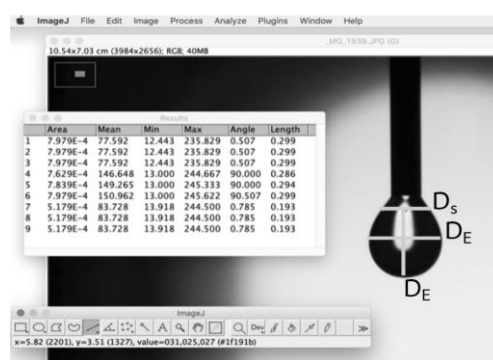 ImageJ File Edit Image Process Analyze Plugins Window Help
_MG_1938.JPG (G)
10.54x7.03 cm (3984x2656); RGB; 40MB
Results
Area Mean Min Max Angle Length
1 7.979E-4 77.592 12.443 235.829 0.507 0.299
2 7.979E-4 77.592 12.443 235.829 0.507 0.299
3 7.979E-4 77.592 12.443 235.829 0.507 0.299
4 7.629E-4 146.648 13.000 244.667 90.000 0.286
5 7.839E-4 149.265 13.000 245.333 90.000 0.294
6 7.979E-4 150.962 13.000 245.622 90.507 0.299
7 5.179E-4 83.728 13.918 244.500 0.785 0.193
8 5.179E-4 83.728 13.918 244.500 0.785 0.193
9 5.179E-4 83.728 13.918 244.500 0.785 0.193
Ds
DE
DE
ImageJ
A Dev >>
x=5.82 (2201), y=3.51 (1327), value=031,025,027 (#1f191b)